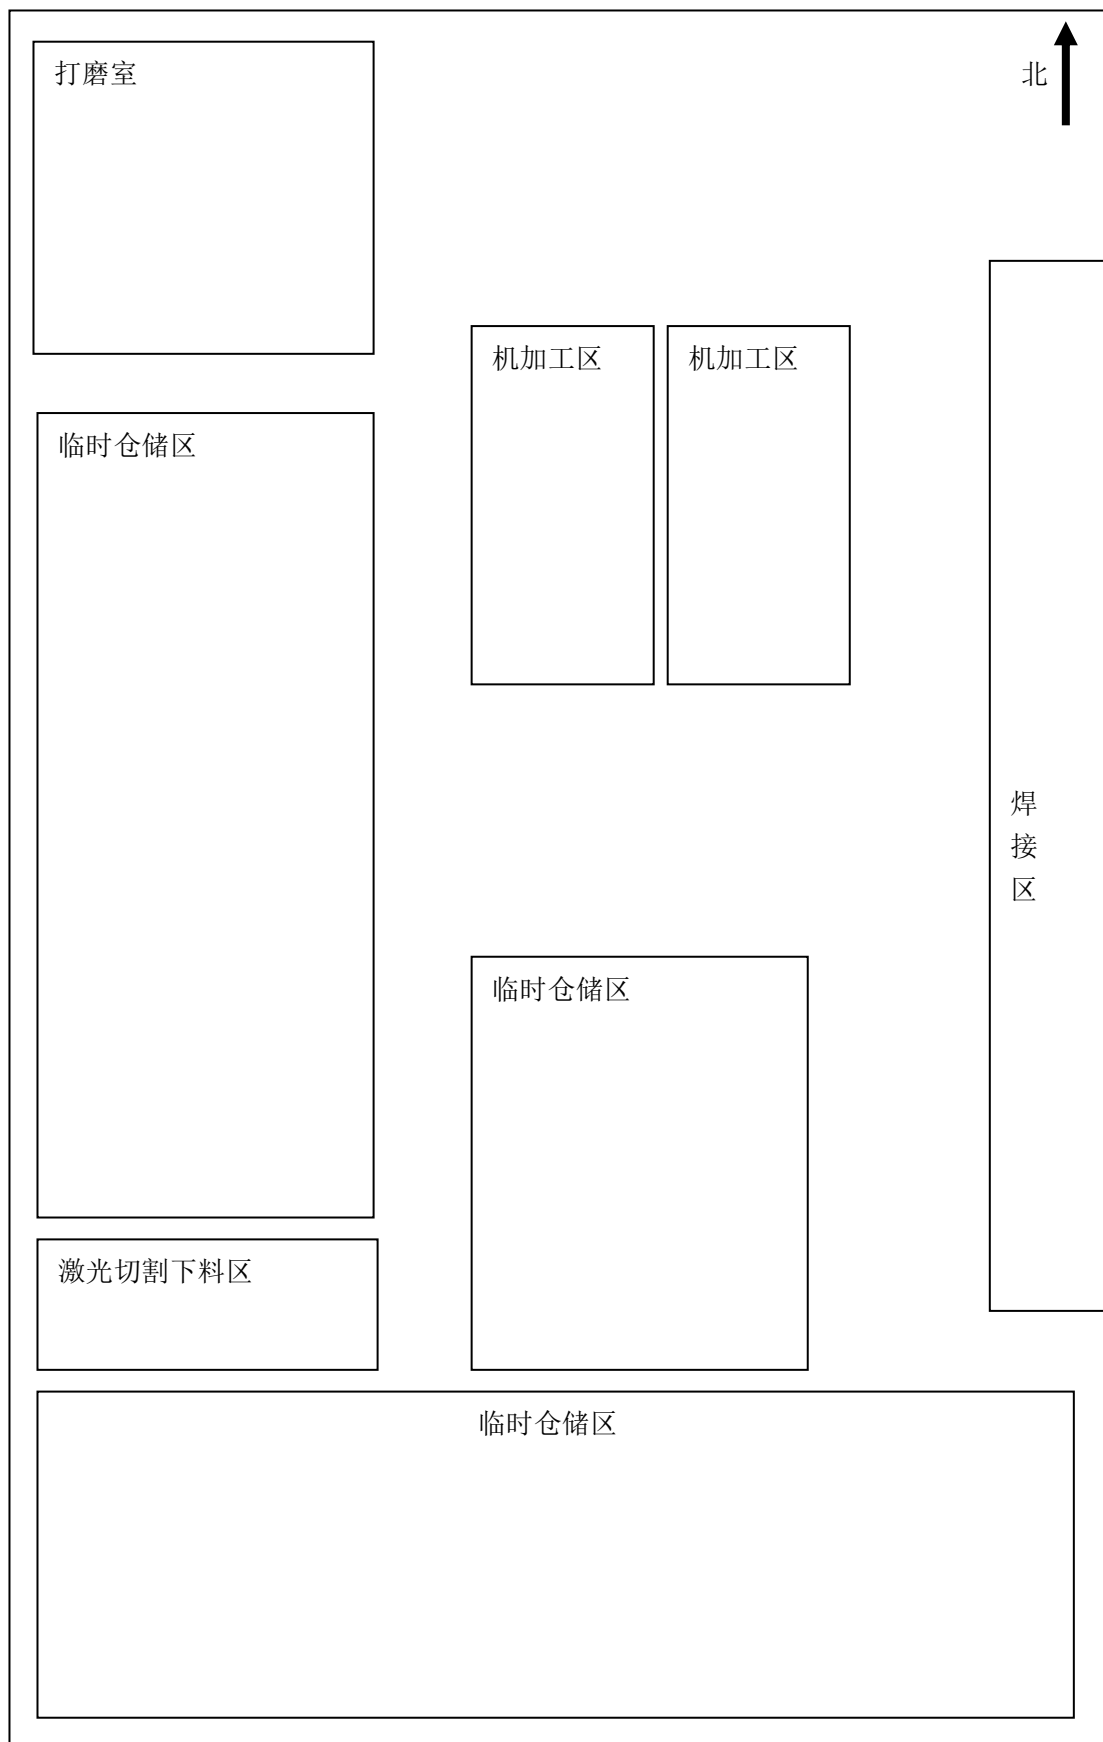 打磨室
北
机加工区
机加工区
临时仓储区
焊
接
区
临时仓储区
激光切割下料区
临时仓储区